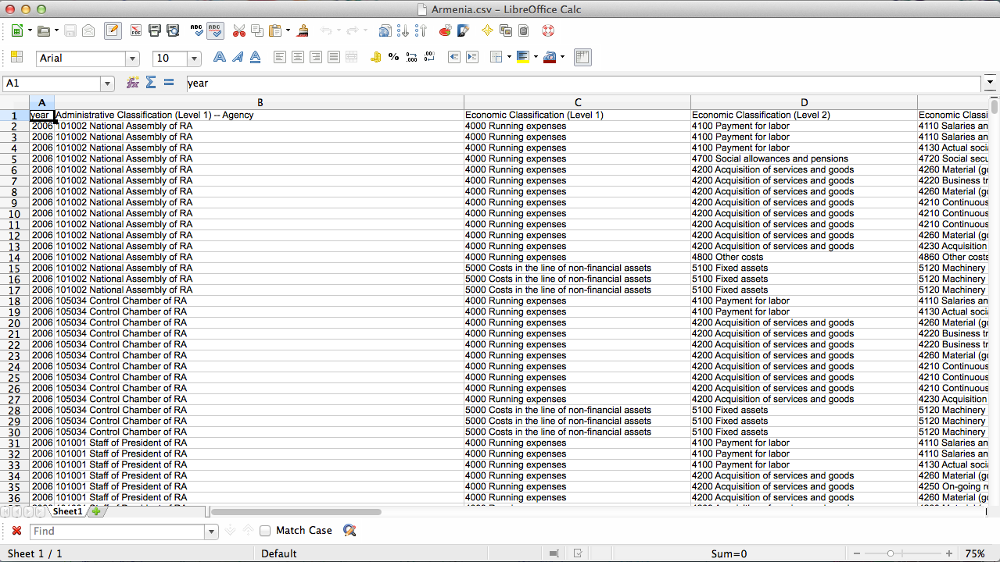 Armenia.csv – LibreOffice Calc
Arial 10
A1 year
A B C D
1 year Administrative Classification (Level 1) -- Agency Economic Classification (Level 1) Economic Classification (Level 2) Economic Classi
2 2006 101002 National Assembly of RA 4000 Running expenses 4100 Payment for labor 4110 Salaries an
3 2006 101002 National Assembly of RA 4000 Running expenses 4100 Payment for labor 4110 Salaries an
4 2006 101002 National Assembly of RA 4000 Running expenses 4100 Payment for labor 4130 Actual soci
5 2006 101002 National Assembly of RA 4000 Running expenses 4700 Social allowances and pensions 4720 Social secu
6 2006 101002 National Assembly of RA 4000 Running expenses 4200 Acquisition of services and goods 4260 Material (go
7 2006 101002 National Assembly of RA 4000 Running expenses 4200 Acquisition of services and goods 4220 Business tr
8 2006 101002 National Assembly of RA 4000 Running expenses 4200 Acquisition of services and goods 4260 Material (go
9 2006 101002 National Assembly of RA 4000 Running expenses 4200 Acquisition of services and goods 4210 Continuous
10 2006 101002 National Assembly of RA 4000 Running expenses 4200 Acquisition of services and goods 4210 Continuous
11 2006 101002 National Assembly of RA 4000 Running expenses 4200 Acquisition of services and goods 4210 Continuous
12 2006 101002 National Assembly of RA 4000 Running expenses 4200 Acquisition of services and goods 4260 Material (go
13 2006 101002 National Assembly of RA 4000 Running expenses 4200 Acquisition of services and goods 4230 Acquisition
14 2006 101002 National Assembly of RA 4000 Running expenses 4800 Other costs 4860 Other costs
15 2006 101002 National Assembly of RA 5000 Costs in the line of non-financial assets 5100 Fixed assets 5120 Machinery
16 2006 101002 National Assembly of RA 5000 Costs in the line of non-financial assets 5100 Fixed assets 5120 Machinery
17 2006 101002 National Assembly of RA 5000 Costs in the line of non-financial assets 5100 Fixed assets 5120 Machinery
18 2006 105034 Control Chamber of RA 4000 Running expenses 4100 Payment for labor 4110 Salaries an
19 2006 105034 Control Chamber of RA 4000 Running expenses 4100 Payment for labor 4130 Actual soci
20 2006 105034 Control Chamber of RA 4000 Running expenses 4200 Acquisition of services and goods 4260 Material (go
21 2006 105034 Control Chamber of RA 4000 Running expenses 4200 Acquisition of services and goods 4220 Business tr
22 2006 105034 Control Chamber of RA 4000 Running expenses 4200 Acquisition of services and goods 4220 Business tr
23 2006 105034 Control Chamber of RA 4000 Running expenses 4200 Acquisition of services and goods 4260 Material (go
24 2006 105034 Control Chamber of RA 4000 Running expenses 4200 Acquisition of services and goods 4210 Continuous
25 2006 105034 Control Chamber of RA 4000 Running expenses 4200 Acquisition of services and goods 4210 Continuous
26 2006 105034 Control Chamber of RA 4000 Running expenses 4200 Acquisition of services and goods 4210 Continuous
27 2006 105034 Control Chamber of RA 4000 Running expenses 4200 Acquisition of services and goods 4230 Acquisition
28 2006 105034 Control Chamber of RA 5000 Costs in the line of non-financial assets 5100 Fixed assets 5120 Machinery
29 2006 105034 Control Chamber of RA 5000 Costs in the line of non-financial assets 5100 Fixed assets 5120 Machinery
30 2006 105034 Control Chamber of RA 5000 Costs in the line of non-financial assets 5100 Fixed assets 5120 Machinery
31 2006 101001 Staff of President of RA 4000 Running expenses 4100 Payment for labor 4110 Salaries an
32 2006 101001 Staff of President of RA 4000 Running expenses 4100 Payment for labor 4110 Salaries an
33 2006 101001 Staff of President of RA 4000 Running expenses 4100 Payment for labor 4130 Actual soci
34 2006 101001 Staff of President of RA 4000 Running expenses 4200 Acquisition of services and goods 4260 Material (go
35 2006 101001 Staff of President of RA 4000 Running expenses 4200 Acquisition of services and goods 4250 On-going re
36 2006 101001 Staff of President of RA 4000 Running expenses 4200 Acquisition of services and goods 4260 Material (go
Sheet1
Find Match Case
Sheet 1 / 1 Default Sum=0 75%